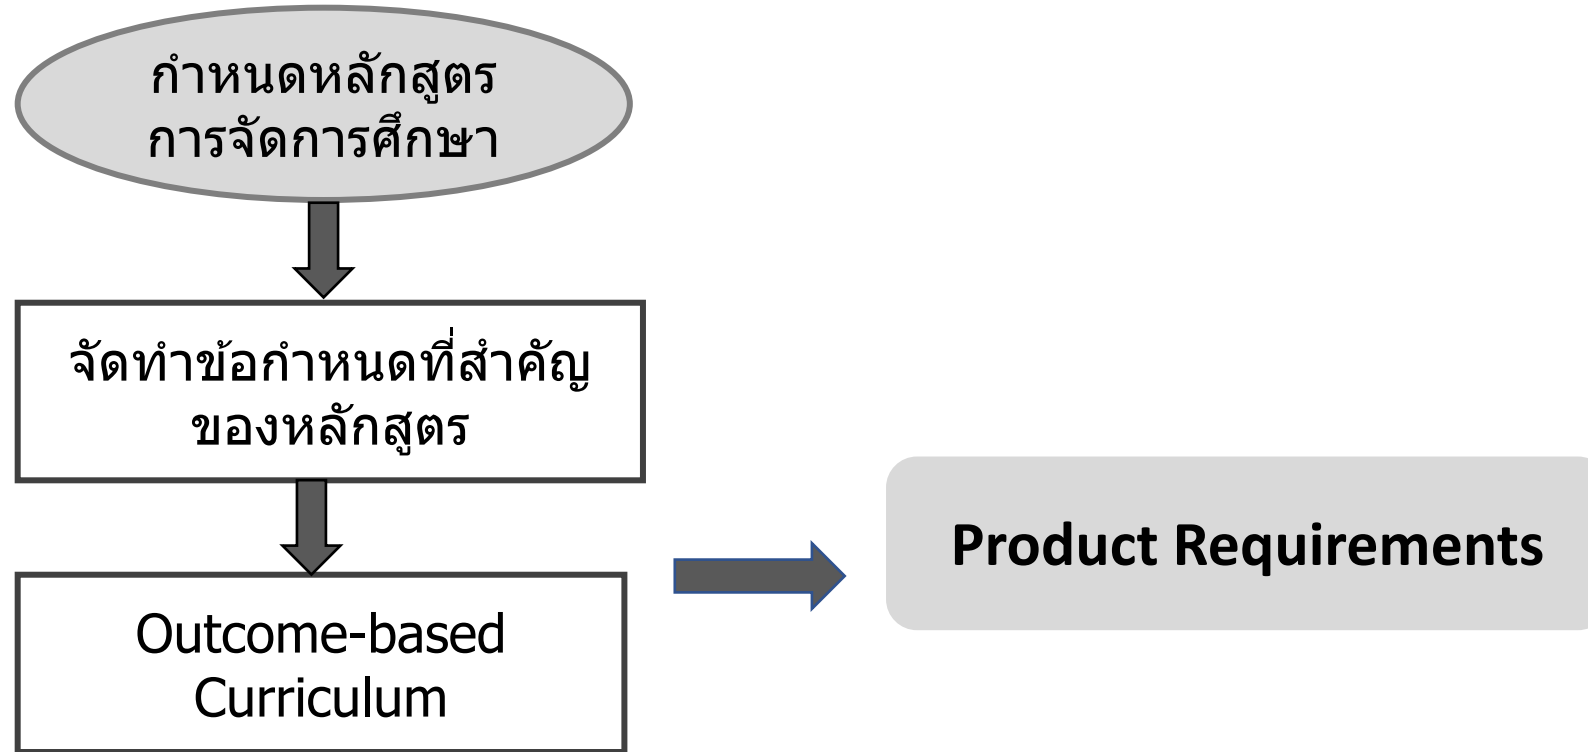 กำหนดหลักสูตร
การจัดการศึกษา
จัดทำข้อกำหนดที่สำคัญ
ของหลักสูตร
Outcome-based
Curriculum
Product Requirements